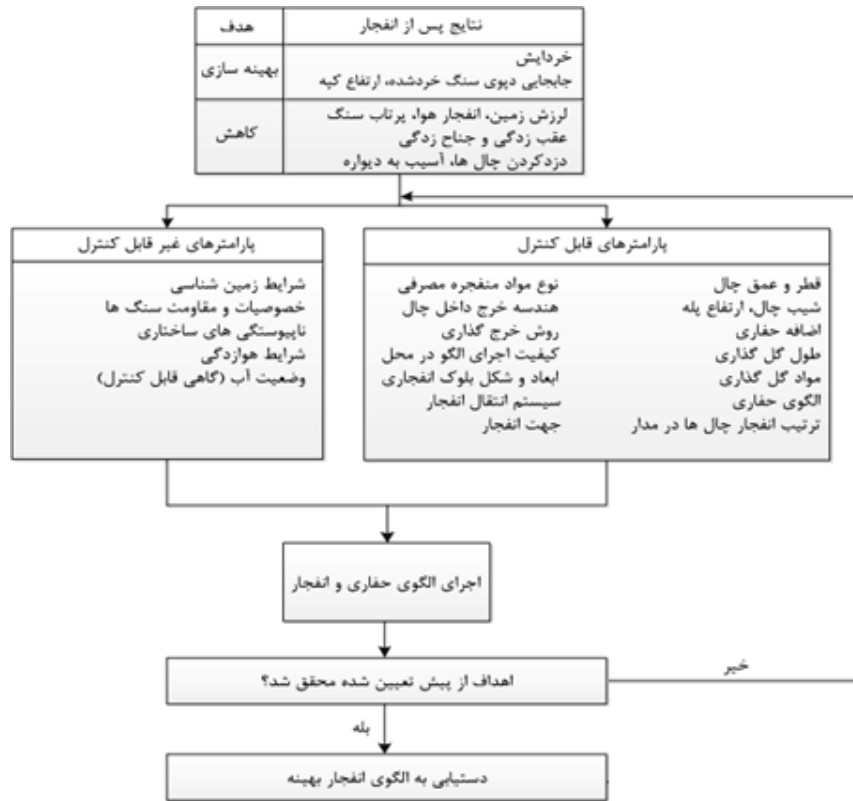 نتایج پس از انفجار
هدف
خردایش
جابجایی دپوی سنگ خردشده، ارتفاع کپه
بهینه سازی
لرزش زمین، انفجار هوا، پرتاب سنگ
عقب زدگی و جناح زدگی
دزدکردن چال ها، آسیب به دیواره
کاهش
پارامترهای قابل کنترل
قطر و عمق چال
شیب چال، ارتفاع پله
اضافه حفاری
طول گل گذاری
مواد گل گذاری
الگوی حفاری
ترتیب انفجار چال ها در مدار
نوع مواد منفجره مصرفی
هندسه خرج داخل چال
روش خرج گذاری
کیفیت اجرای الگو در محل
ابعاد و شکل بلوک انفجاری
سیستم انتقال انفجار
جهت انفجار
پارامترهای غیر قابل کنترل
شرایط زمین شناسی
خصوصیات و مقاومت سنگ ها
ناپیوستگی های ساختاری
شرایط هوازدگی
وضعیت آب (گاهی قابل کنترل)
اجرای الگوی حفاری و انفجار
اهداف از پیش تعیین شده محقق شد؟
خیر
بله
دستیابی به الگوی انفجار بهینه